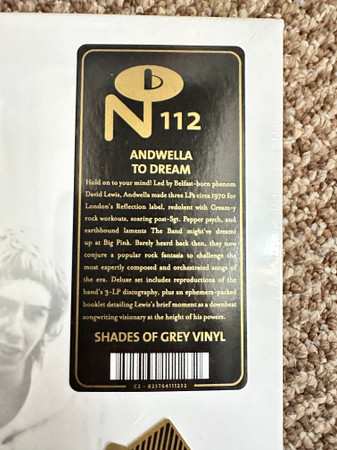 N 112
ANDWELLA
TO DREAM
Hold on to your mind! Led by Belfast-born phenom
David Lewis, Andwella made three LPs circa 1970 for
London's Reflection label, redolent with Cream-y
rock workouts, soaring post-Sgt. Pepper psych, and
earthbound laments The Band might've dreamt
up at Big Pink. Barely heard back then, they now
conjure a popular rock fantasia to challenge the
most expertly composed and orchestrated songs of
the era. Deluxe set includes reproductions of the
band's 3-LP discography, plus an ephemera-packed
booklet detailing Lewis's brief moment as a downbeat
songwriting visionary at the height of his powers.
SHADES OF GREY VINYL
C2 - 825764111232